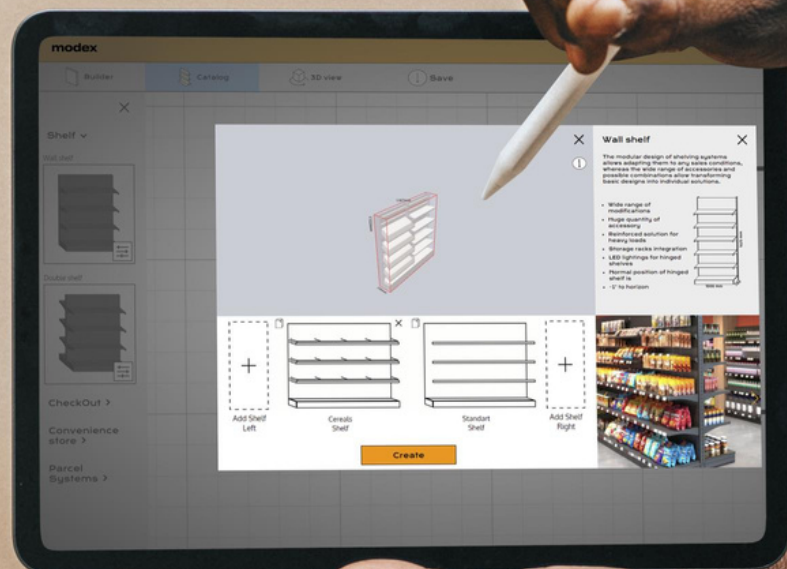 modex
Builder
Catalog
3D view
Save
Shelf
Wall shelf
Double shelf
CheckOut >
Convenience
store >
Parcel
Systems >
Add Shelf
Left
Cereals
Shelf
Standart
Shelf
Add Shelf
Right
Create
Wall shelf
The modular design of shelving systems
allows adapting them to any sales conditions,
whereas the wide range of accessories and
possible combinations allow transforming
basic designs into individual solutions.
• Wide range of
modifications
• Huge quantity of
accessory
• Reinforced solution for
heavy loads
• Storage racks integration
• LED lightings for hinged
shelves
• Normal position of hinged
shelf is
• -5° to horizon